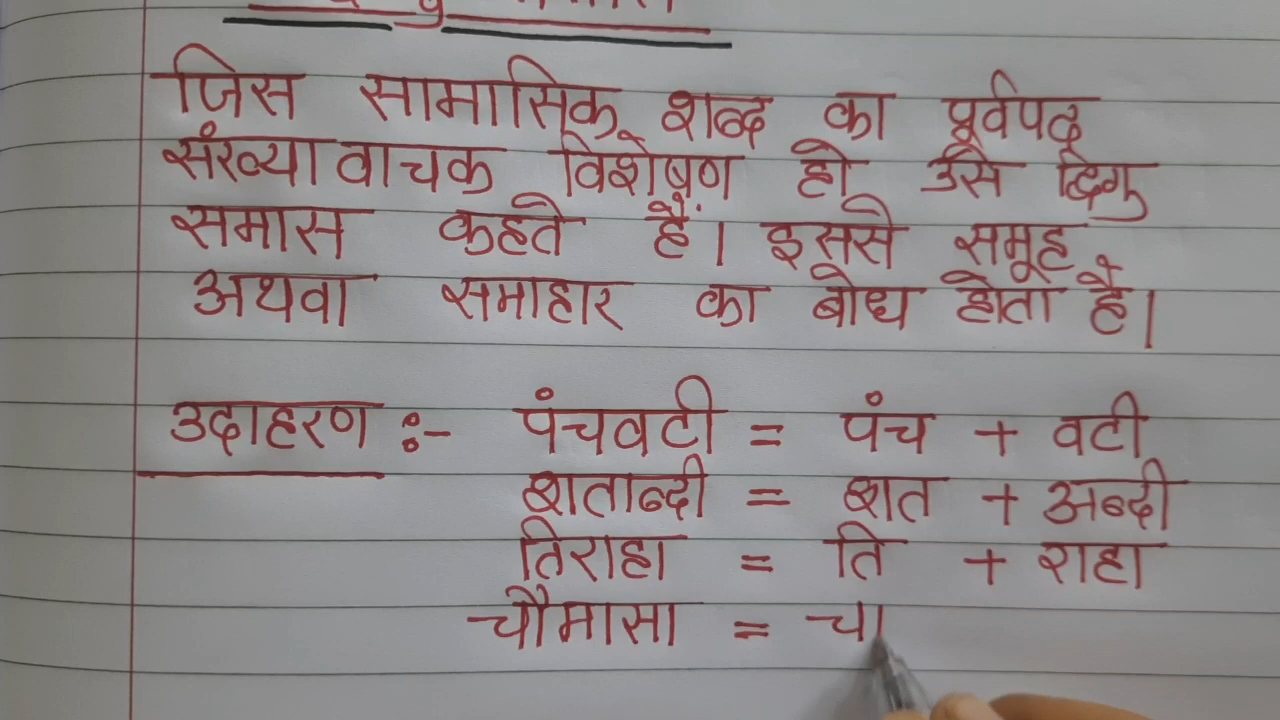 जिस सामासिक शब्द का पूर्वपद
संख्यावाचक विशेषण हो उसे द्विगु
समास कहते हैं। इससे समूह
अथवा समाहार का बोध होता है।
उदाहरण :- पंचवटी = पंच + वटी
शताब्दी = शत + अब्दी
तिराहा = ति + राहा
चौमासा = चा